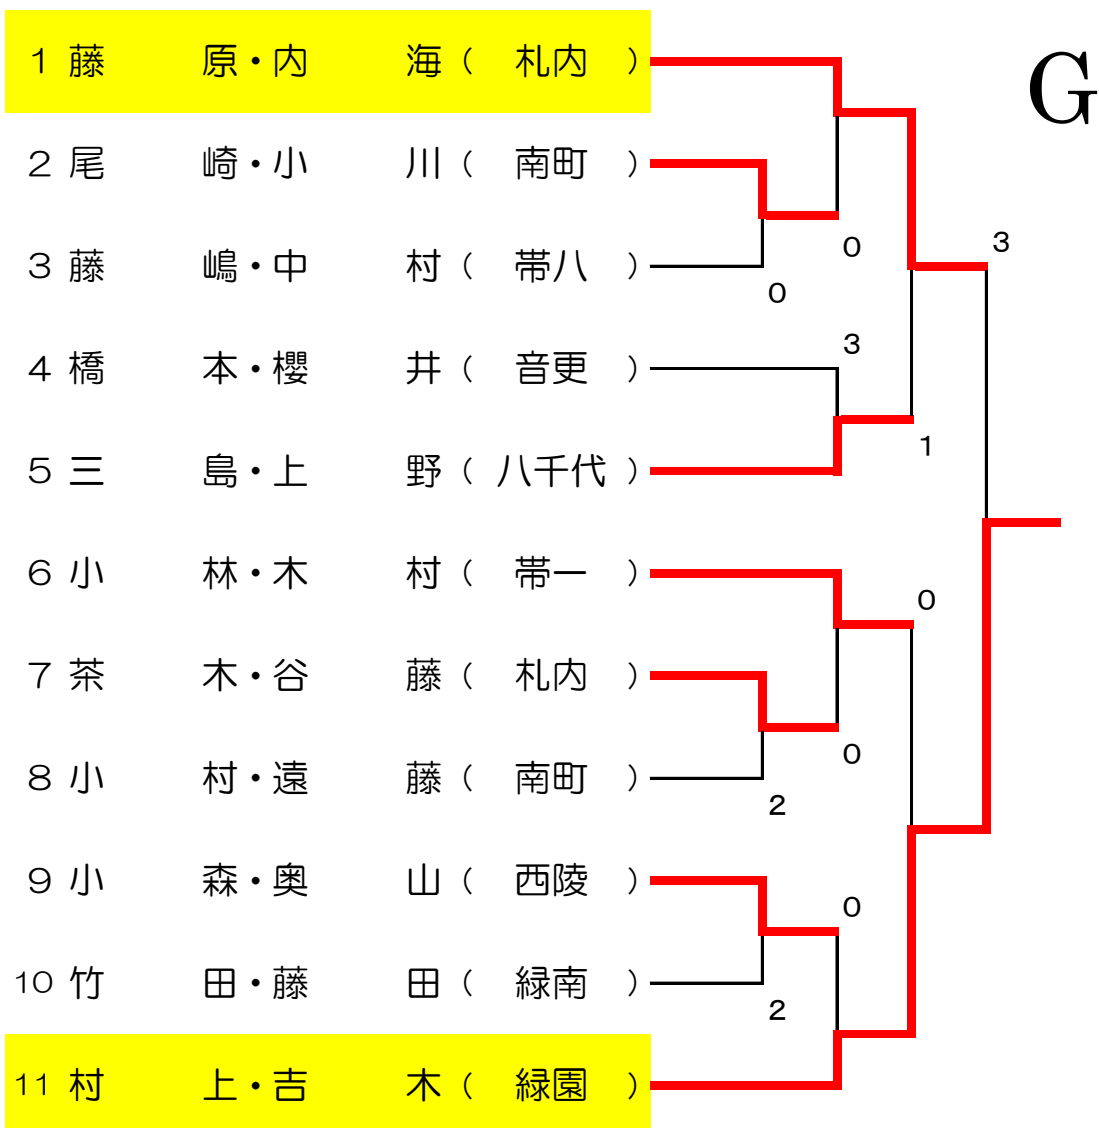 G
1 藤 原・内 海 ( 札内 )
2 尾 崎・小 川 ( 南町 )
3 藤 嶋・中 村 ( 帯八 )
4 橋 本・櫻 井 ( 音更 )
5 三 島・上 野 ( 八千代 )
6 小 林・木 村 ( 帯一 )
7 茶 木・谷 藤 ( 札内 )
8 小 村・遠 藤 ( 南町 )
9 小 森・奥 山 ( 西陵 )
10 竹 田・藤 田 ( 緑南 )
11 村 上・吉 木 ( 緑園 )
3
0
0
3
1
0
0
2
0
2